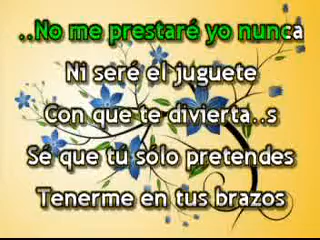 ..No me prestaré yo nunca
Ni seré el juguete
Con que te divierta..s
Sé que tú sólo pretendes
Tenerme en tus brazos